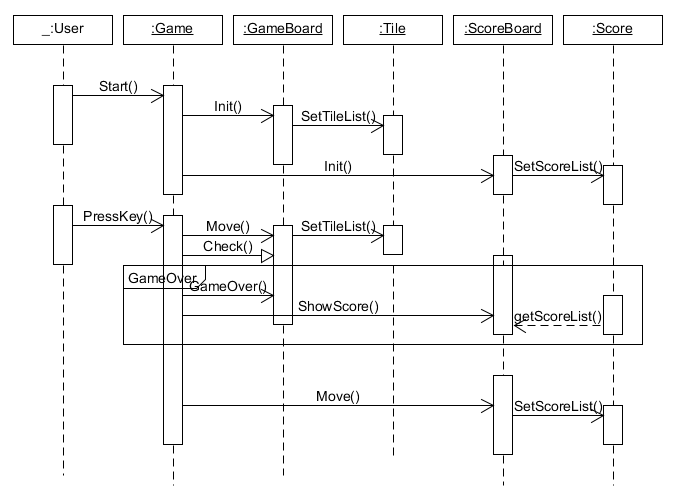 _:User
:Game
:GameBoard
:Tile
:ScoreBoard
:Score
Start()
Init()
SetTileList()
Init()
SetScoreList()
PressKey()
Move()
SetTileList()
Check()
GameOver
GameOver()
ShowScore()
getScoreList()
Move()
SetScoreList()